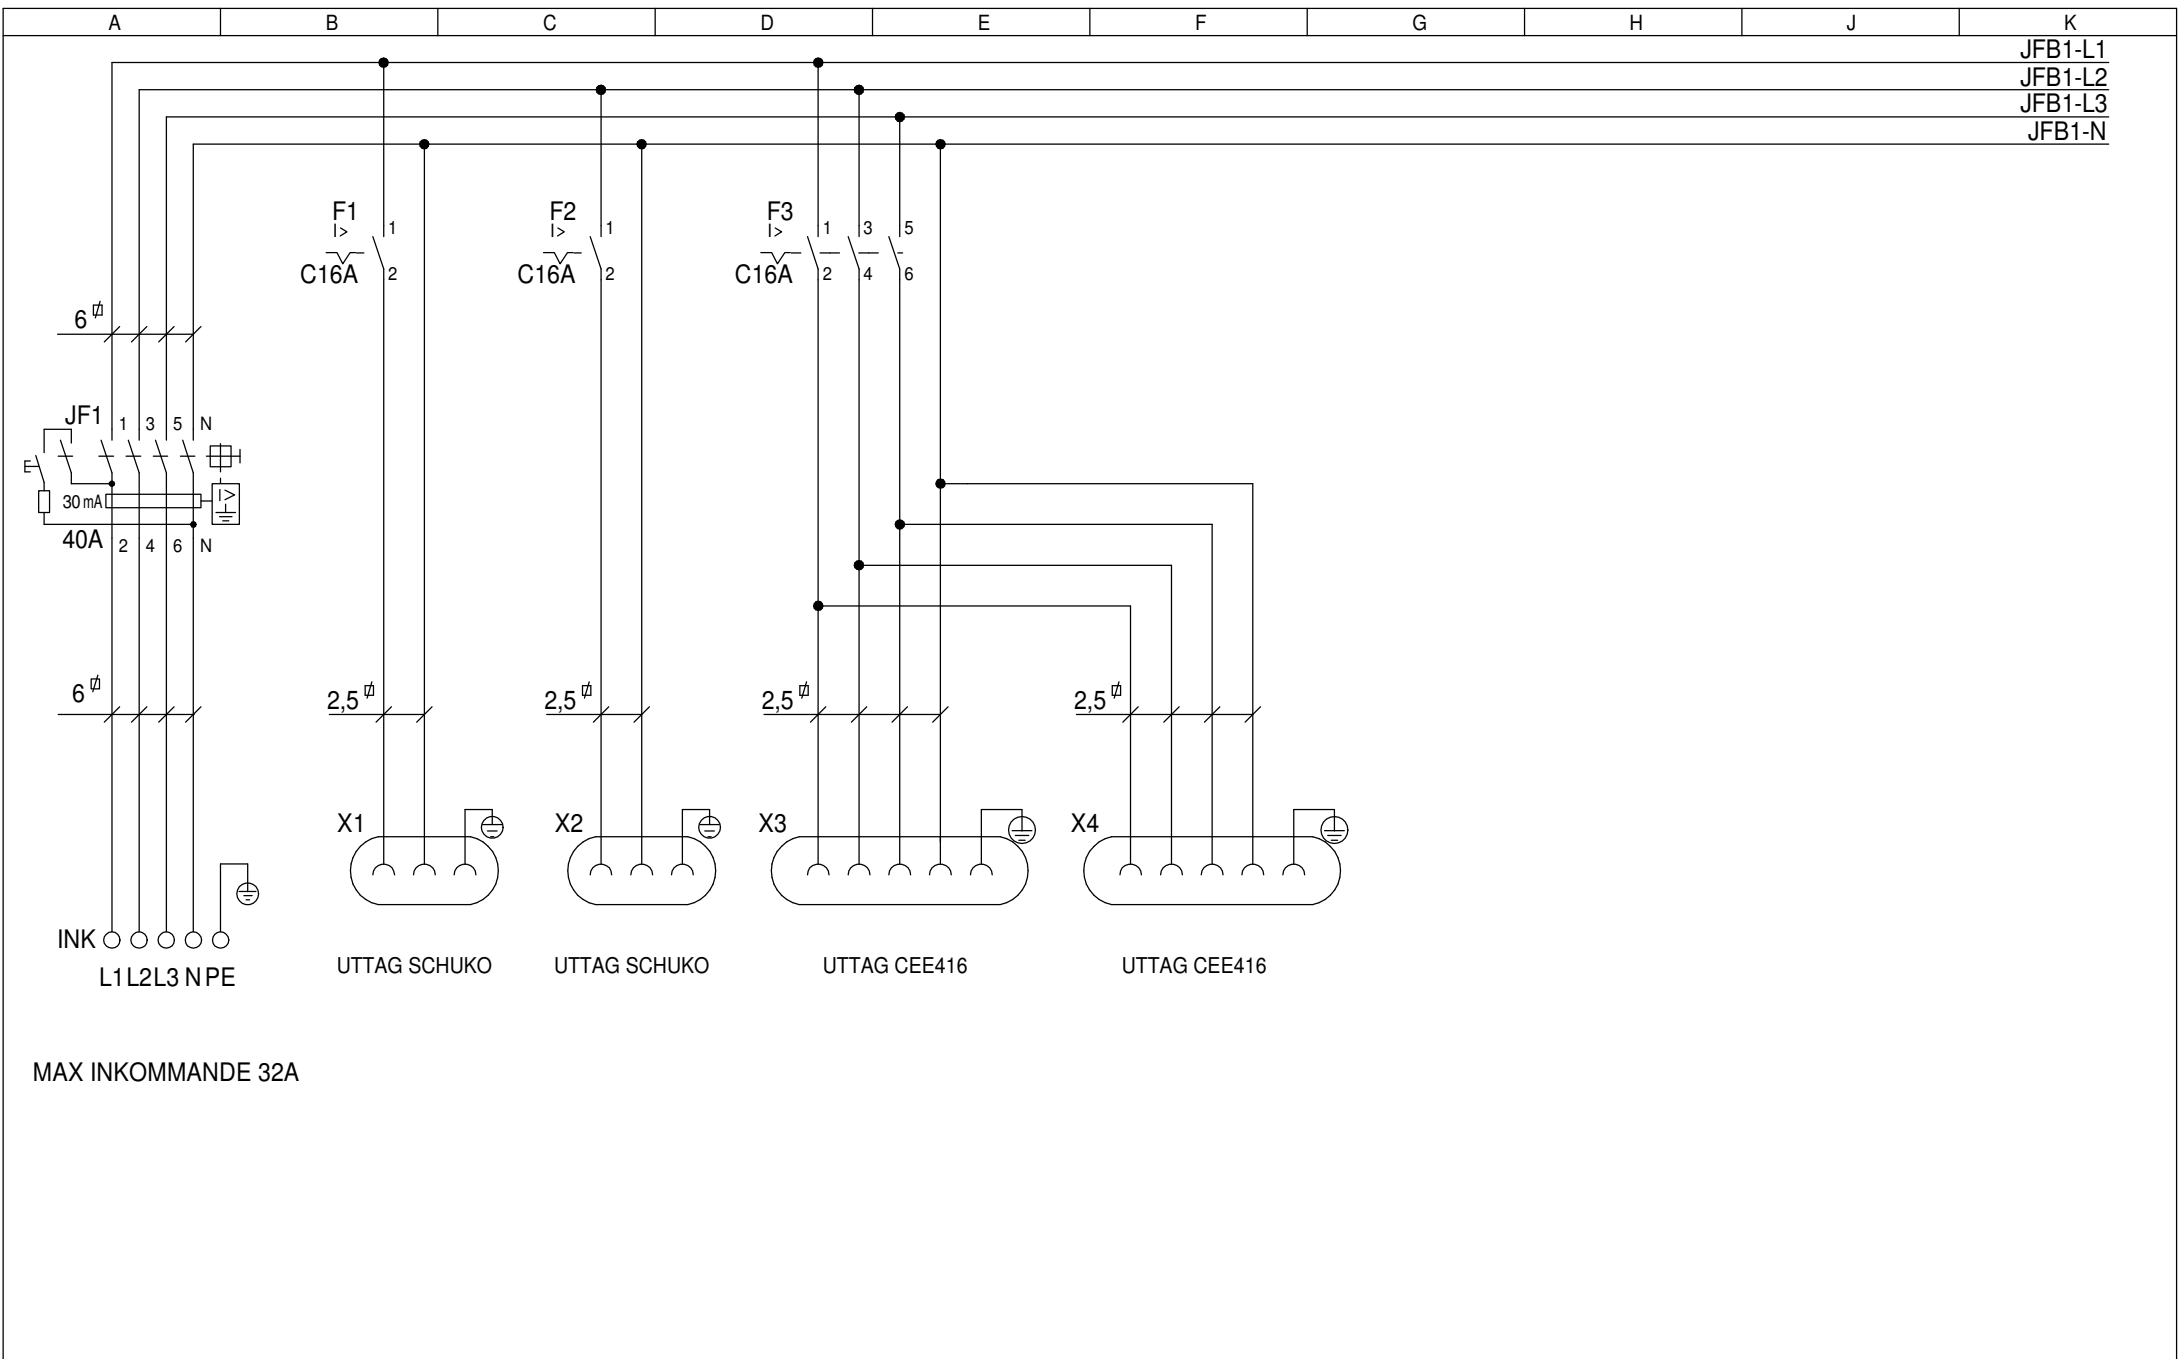 A B C D E F G H J K
JFB1-L1
JFB1-L2
JFB1-L3
JFB1-N
F1 F2 F3
I> I> I>
1 1 1 3 5
C16A 2 C16A 2 C16A 2 4 6
6
JF1 1 3 5 N
I>
30 mA
40A 2 4 6 N
6 2,5 2,5 2,5 2,5
X1 X2 X3 X4
INK
L1 L2 L3 N PE
UTTAG SCHUKO UTTAG SCHUKO UTTAG CEE416 UTTAG CEE416
MAX INKOMMANDE 32A